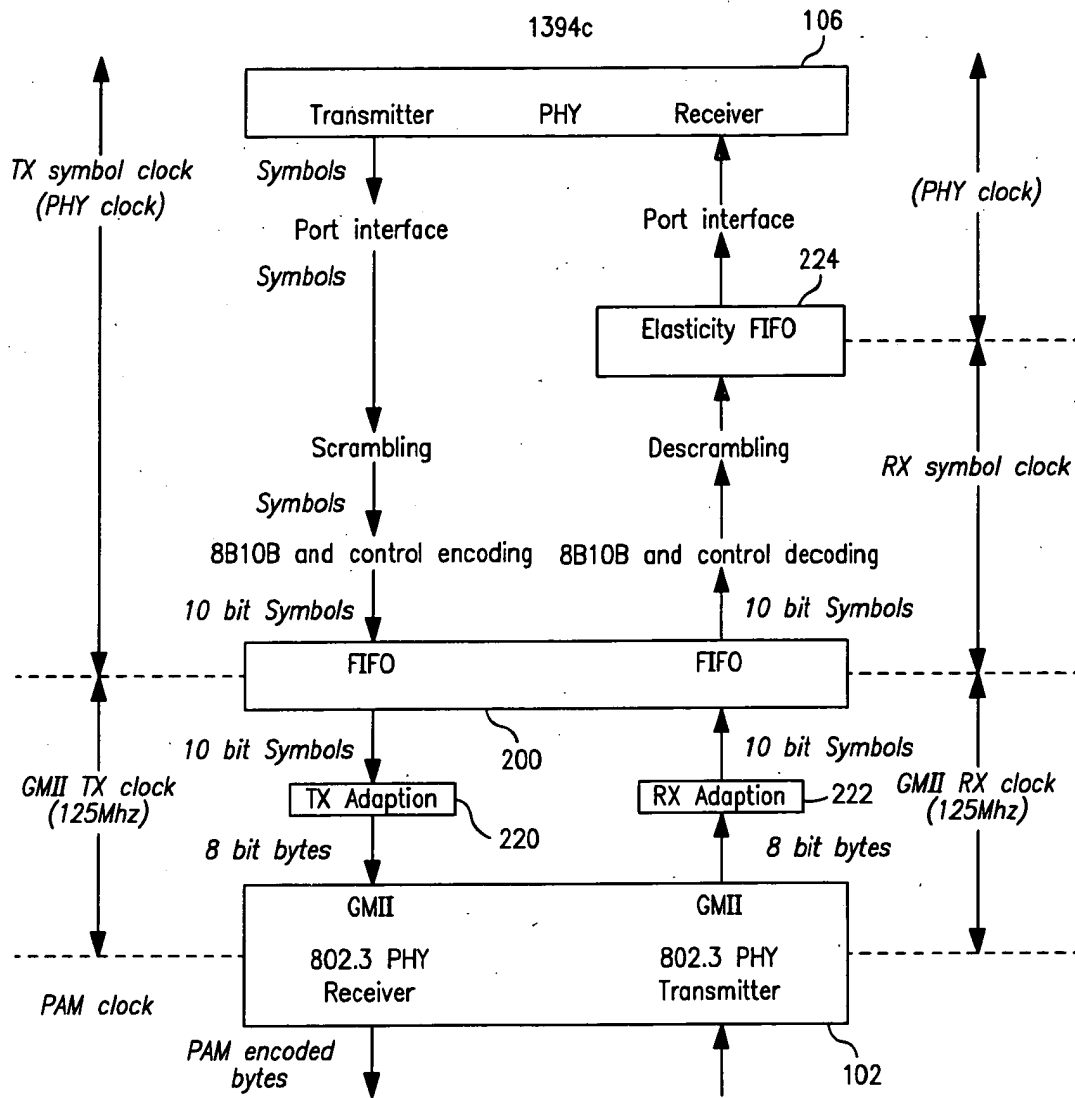 1394c
106
Transmitter PHY Receiver
TX symbol clock
(PHY clock)
Symbols
(PHY clock)
Port interface
Port interface
Symbols
224
Elasticity FIFO
Scrambling
Descrambling
RX symbol clock
Symbols
8B10B and control encoding
8B10B and control decoding
10 bit Symbols
10 bit Symbols
FIFO
FIFO
200
10 bit Symbols
10 bit Symbols
GMII TX clock
(125Mhz)
TX Adaption
220
RX Adaption
222
GMII RX clock
(125Mhz)
8 bit bytes
8 bit bytes
GMII
GMII
802.3 PHY
Receiver
802.3 PHY
Transmitter
PAM clock
PAM encoded
bytes
102